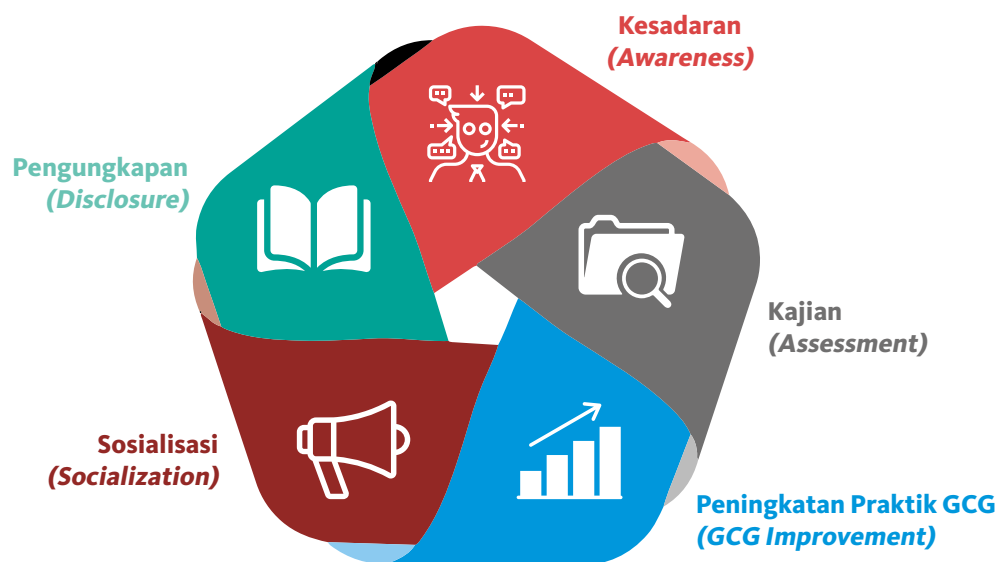 Kesadaran
(Awareness)
Pengungkapan
(Disclosure)
Kajian
(Assessment)
Sosialisasi
(Socialization)
Peningkatan Praktik GCG
(GCG Improvement)